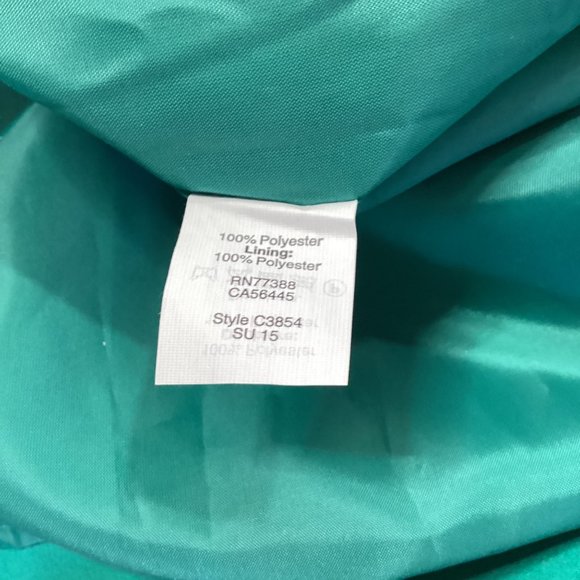 100% Polyester
Lining:
100% Polyester
RN77388
CA56445
Style C3854
SU 15